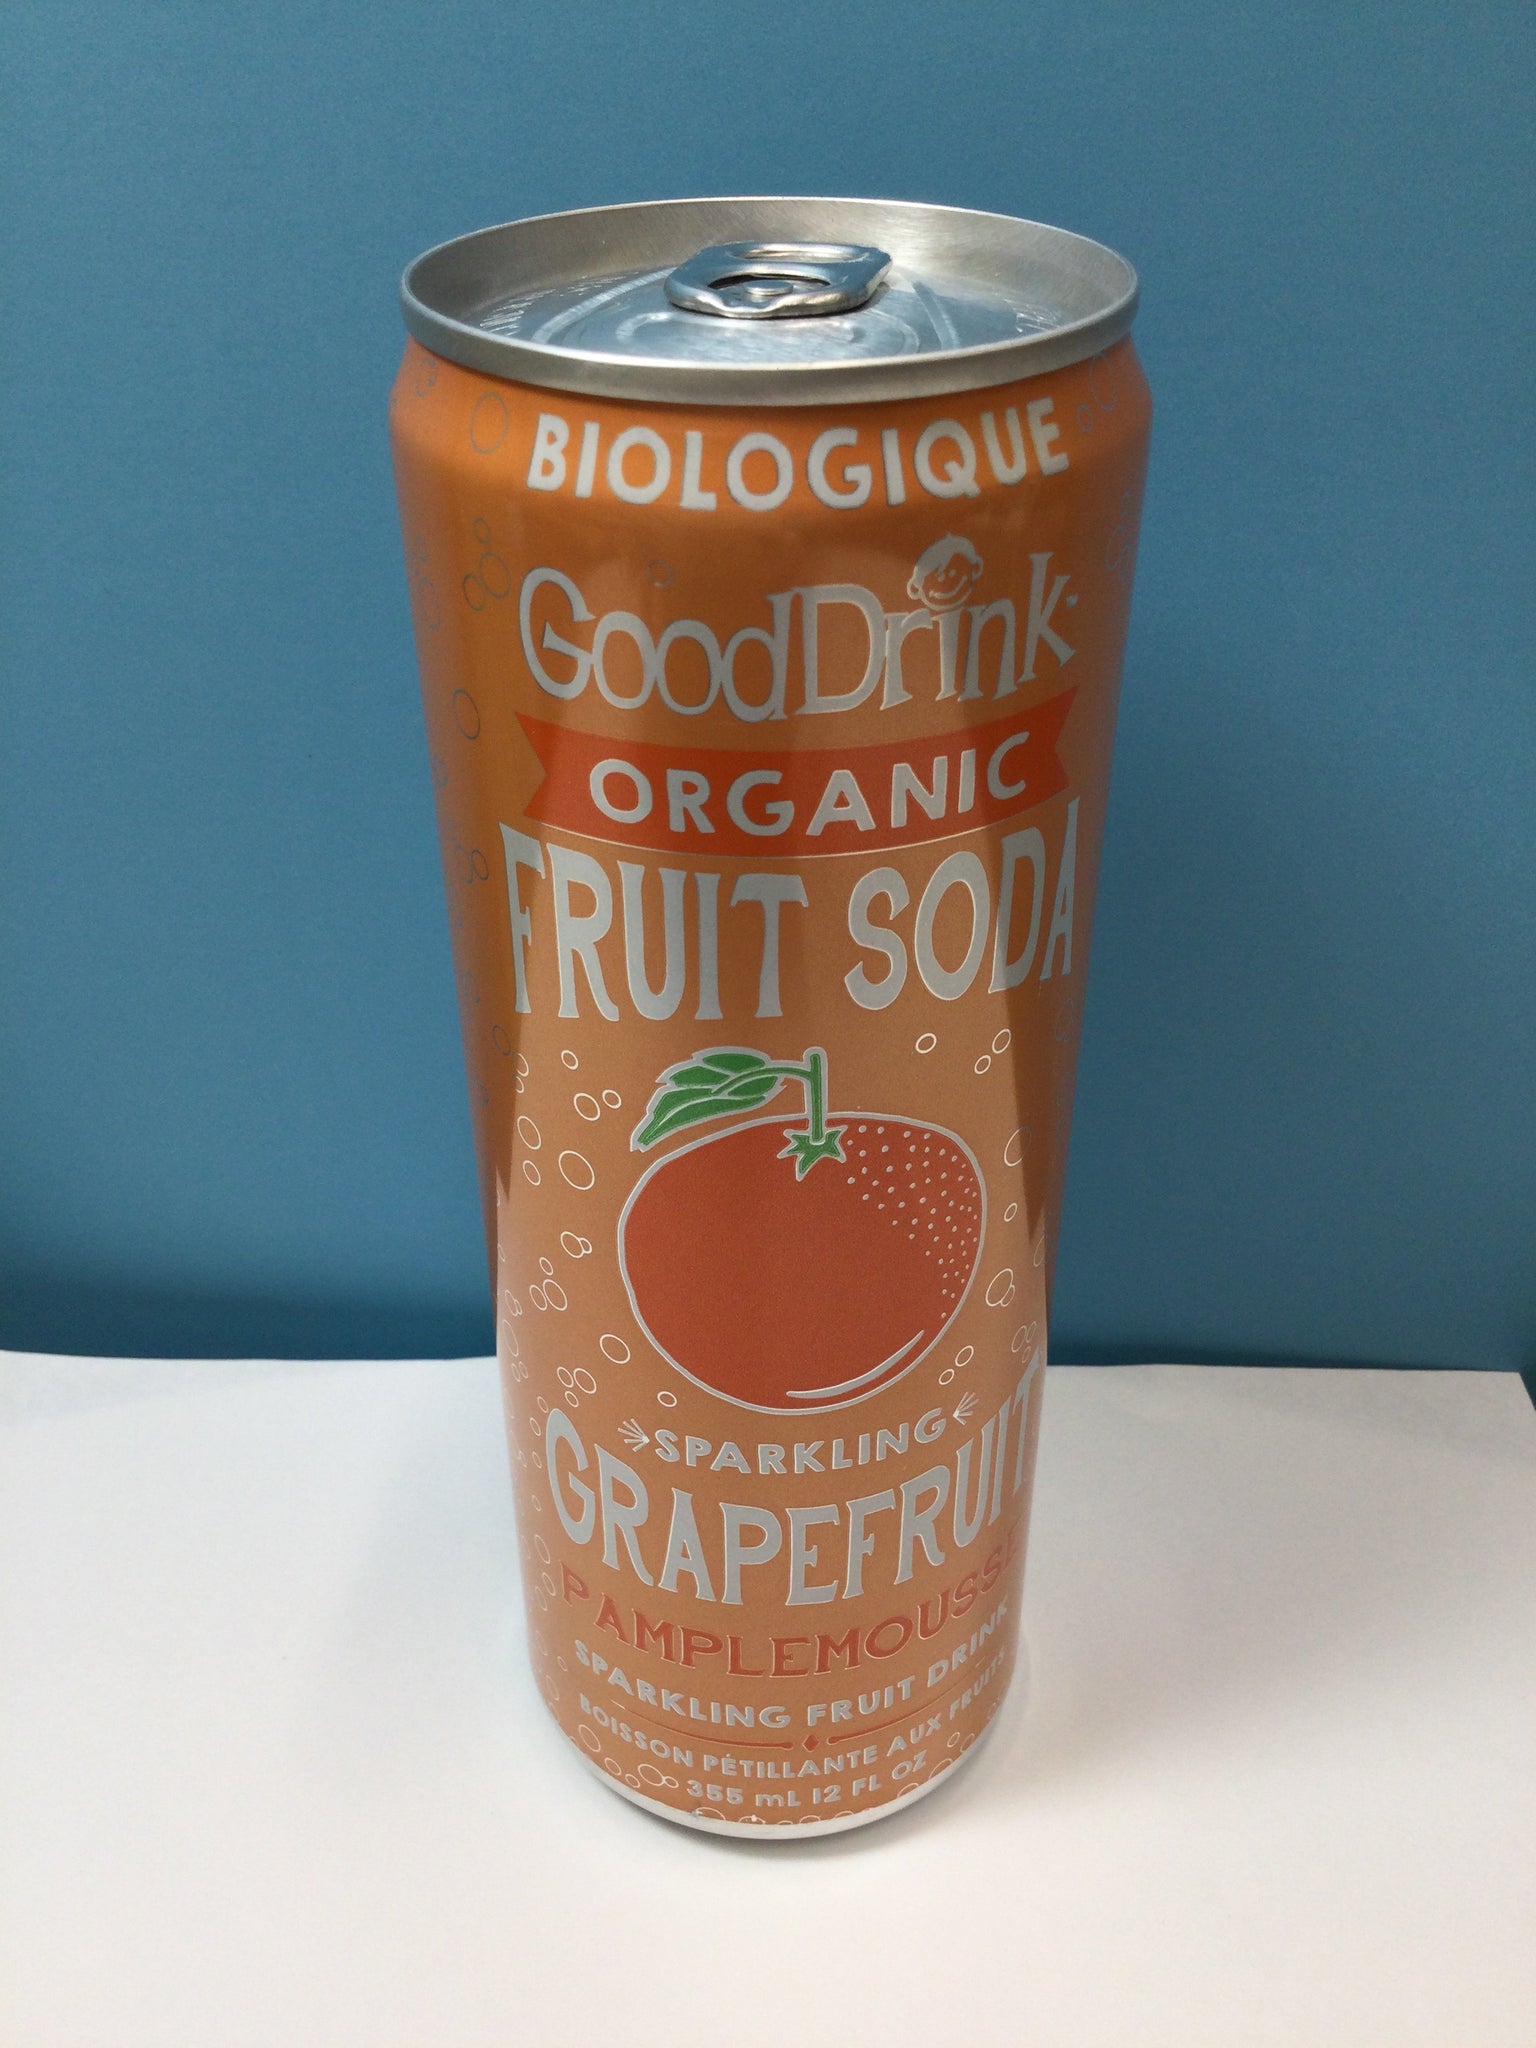 BIOLOGIQUE
GoodDrink
ORGANIC
FRUIT SODA
SPARKLING
GRAPEFRUIT
PAMPLEMOUSSE
SPARKLING FRUIT DRINK
BOISSON PÉTILLANTE AUX FRUITS
355 mL 12 FL OZ